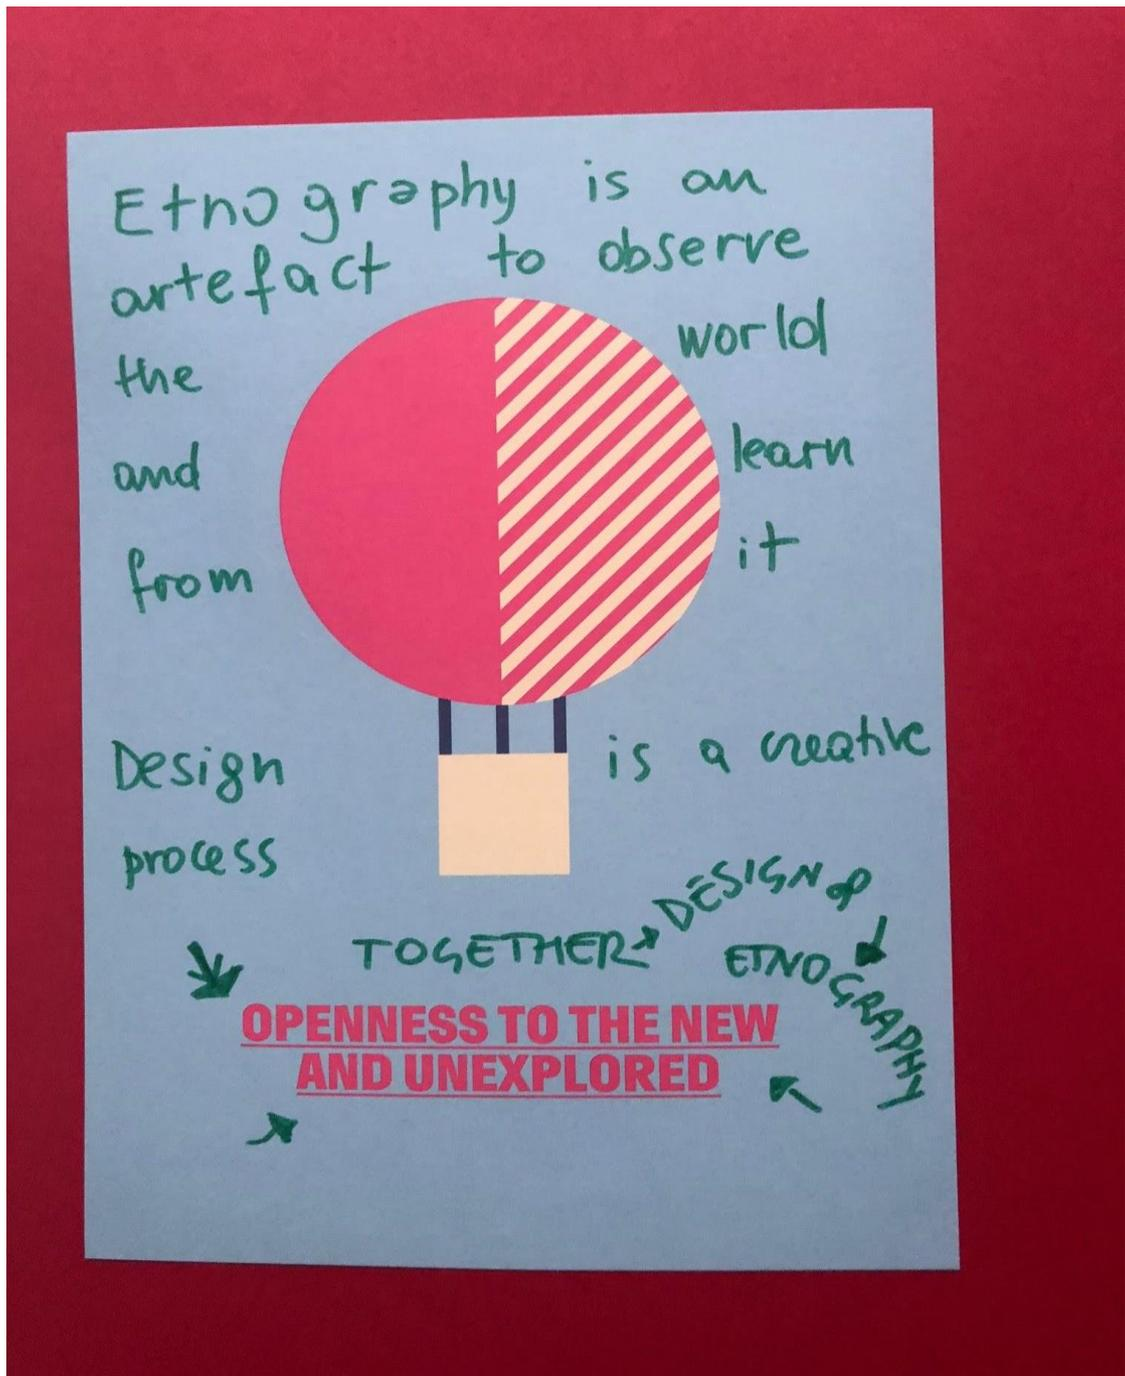 Etnography is an
artefact to observe
the world
and learn
from it
Design is a creative
process
TOGETHER DESIGN &
ETNOGRAPHY
OPENNESS TO THE NEW
AND UNEXPLORED